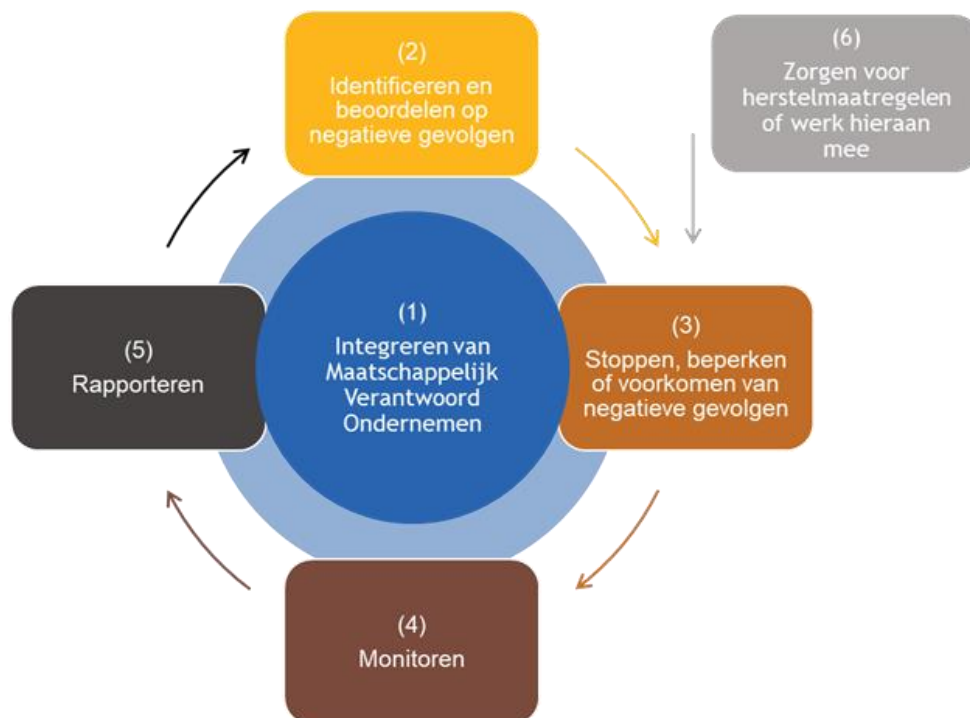 (1)
Integreren van
Maatschappelijk
Verantwoord
Ondernemen
(2)
Identificeren en
beoordelen op
negatieve gevolgen
(3)
Stoppen, beperken
of voorkomen van
negatieve gevolgen
(4)
Monitoren
(5)
Rapporteren
(6)
Zorgen voor
herstelmaatregelen
of werk hieraan
mee